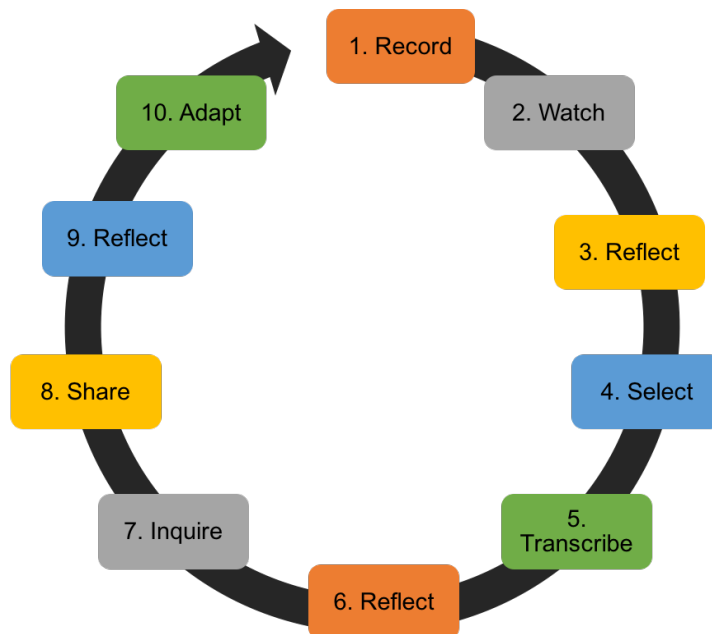 1. Record
2. Watch
3. Reflect
4. Select
5.
Transcribe
6. Reflect
7. Inquire
8. Share
9. Reflect
10. Adapt